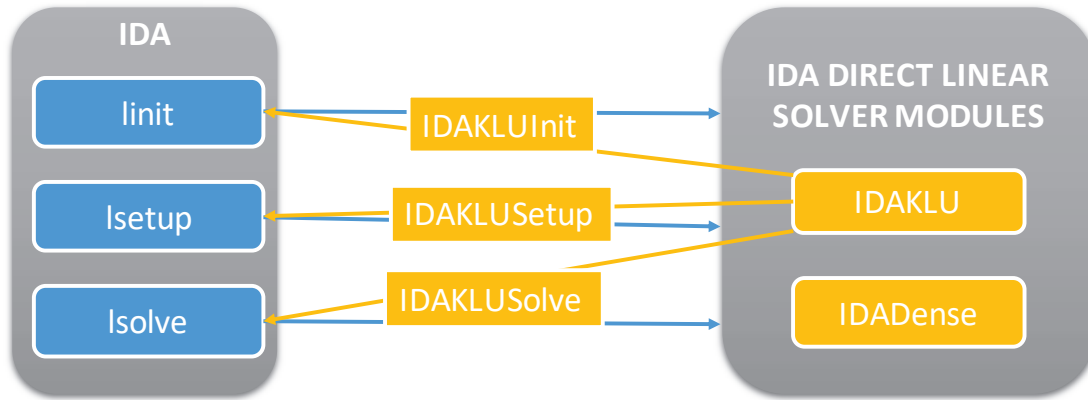 IDA
linit
lsetup
lsolve
IDAKLUInit
IDAKLUSetup
IDAKLUSolve
IDA DIRECT LINEAR
SOLVER MODULES
IDAKLU
IDADense